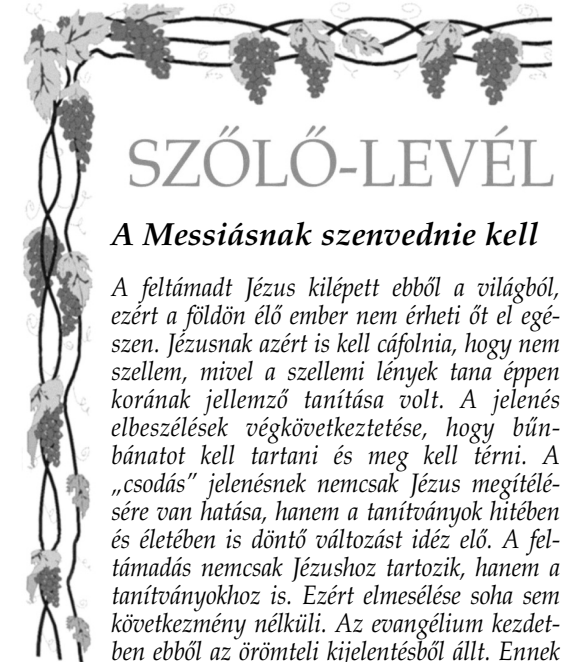 SZŐLŐ-LEVÉL
A Messiásnak szenvednie kell
A feltámadt Jézus kilépett ebből a világból,
ezért a földön élő ember nem érheti őt el egé-
szen. Jézusnak azért is kell cáfolnia, hogy nem
szellem, mivel a szellemi lények tana éppen
korának jellemző tanítása volt. A jelenés
elbeszélések végkövetkeztetése, hogy bűn-
bánatot kell tartani és meg kell térni. A
„csodás” jelenésnek nemcsak Jézus megítélé-
sére van hatása, hanem a tanítványok hitében
és életében is döntő változást idéz elő. A fel-
támadás nemcsak Jézushoz tartozik, hanem a
tanítványokhoz is. Ezért elmesélése soha sem
következmény nélküli. Az evangélium kezdet-
ben ebből az örömteli kijelentésből állt. Ennek